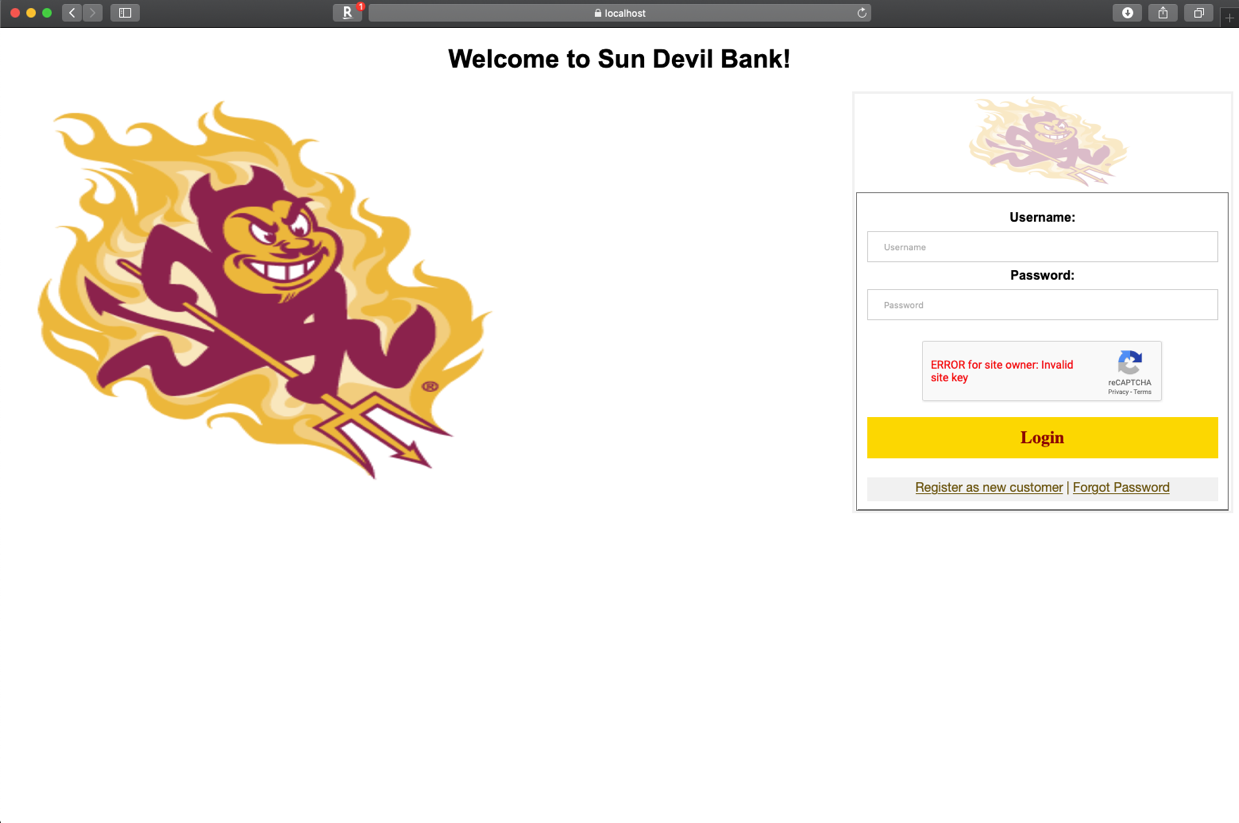 R 1
localhost
Welcome to Sun Devil Bank!
®
Username:
Username
Password:
Password
ERROR for site owner: Invalid
site key
reCAPTCHA
Privacy - Terms
Login
Register as new customer | Forgot Password